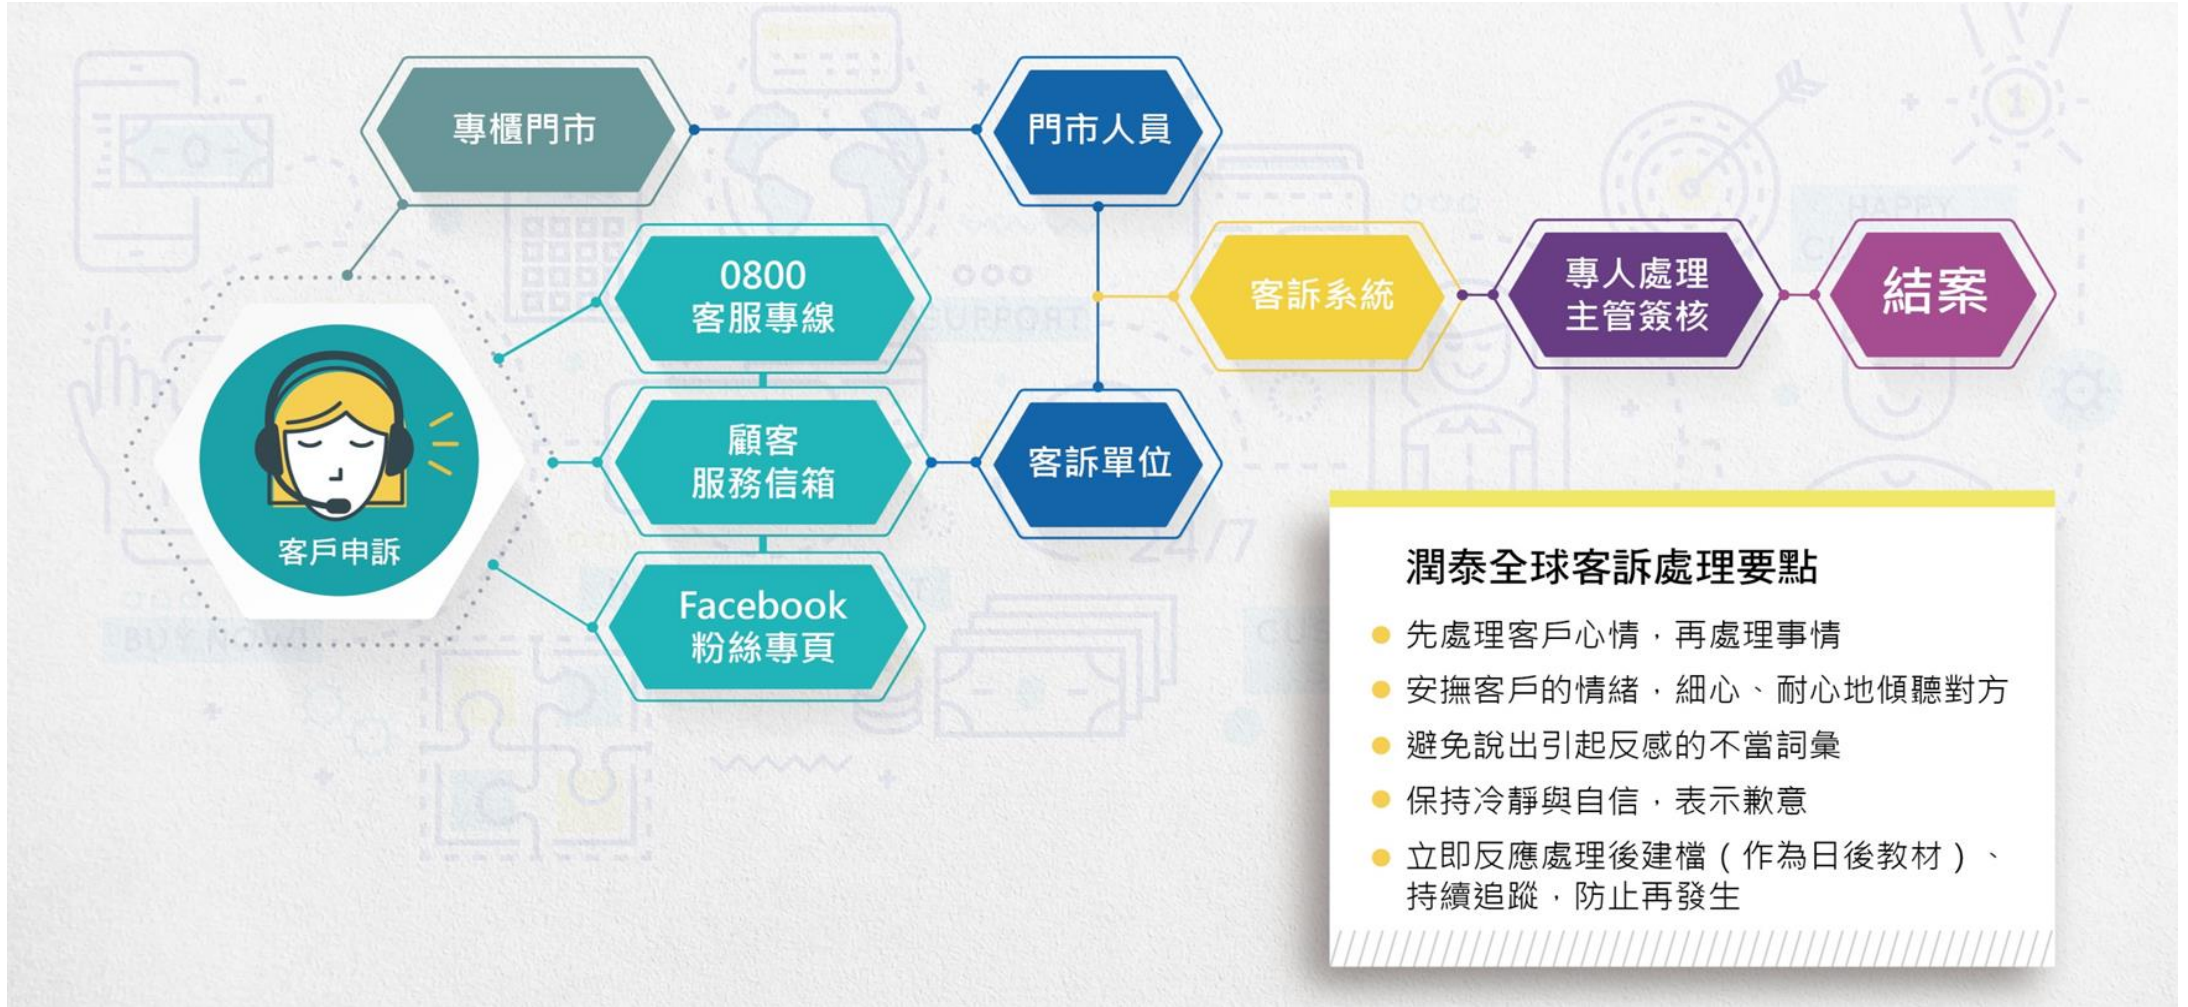 專櫃門市
門市人員
0800
客服專線
客訴系統
專人處理
主管簽核
結案
顧客
服務信箱
客訴單位
客戶申訴
Facebook
粉絲專頁
潤泰全球客訴處理要點
先處理客戶心情，再處理事情
安撫客戶的情緒，細心、耐心地傾聽對方
避免說出引起反感的不當詞彙
保持冷靜與自信，表示歉意
立即反應處理後建檔（作為日後教材）、
持續追蹤，防止再發生
SUPPORT
24/7
BUY NOW!
HAPPY